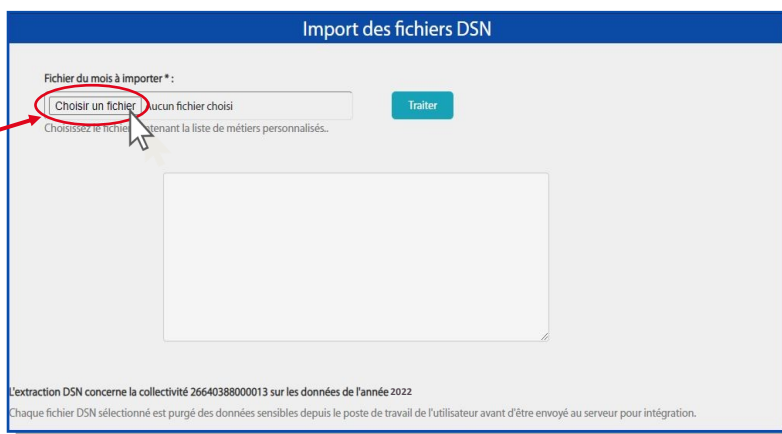 Import des fichiers DSN
Fichier du mois à importer * :
Choisir un fichier Aucun fichier choisi
Traiter
Choisissez le fichier contenant la liste de métiers personnalisés..
L'extraction DSN concerne la collectivité 26640388000013 sur les données de l'année 2022
Chaque fichier DSN sélectionné est purgé des données sensibles depuis le poste de travail de l'utilisateur avant d'être envoyé au serveur pour intégration.